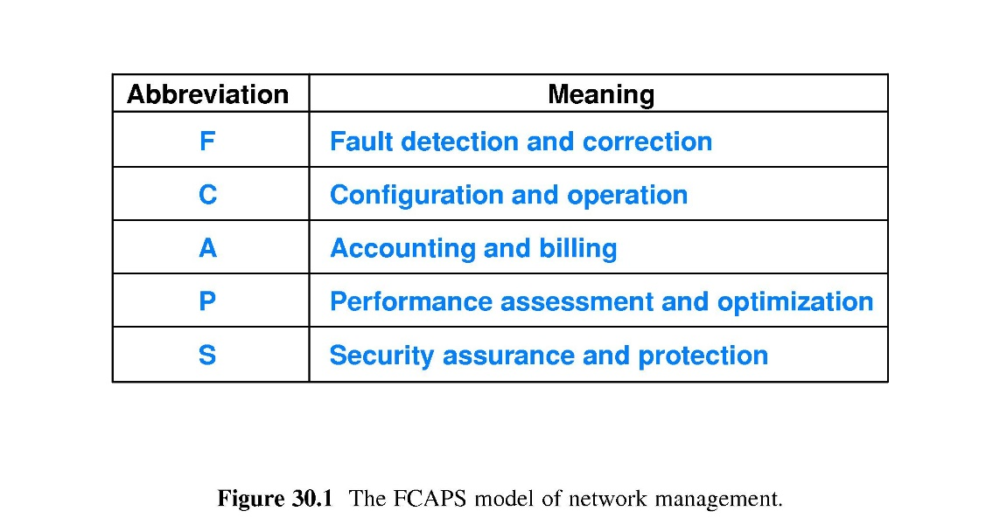 Abbreviation Meaning
F Fault detection and correction
C Configuration and operation
A Accounting and billing
P Performance assessment and optimization
S Security assurance and protection
Figure 30.1 The FCAPS model of network management.